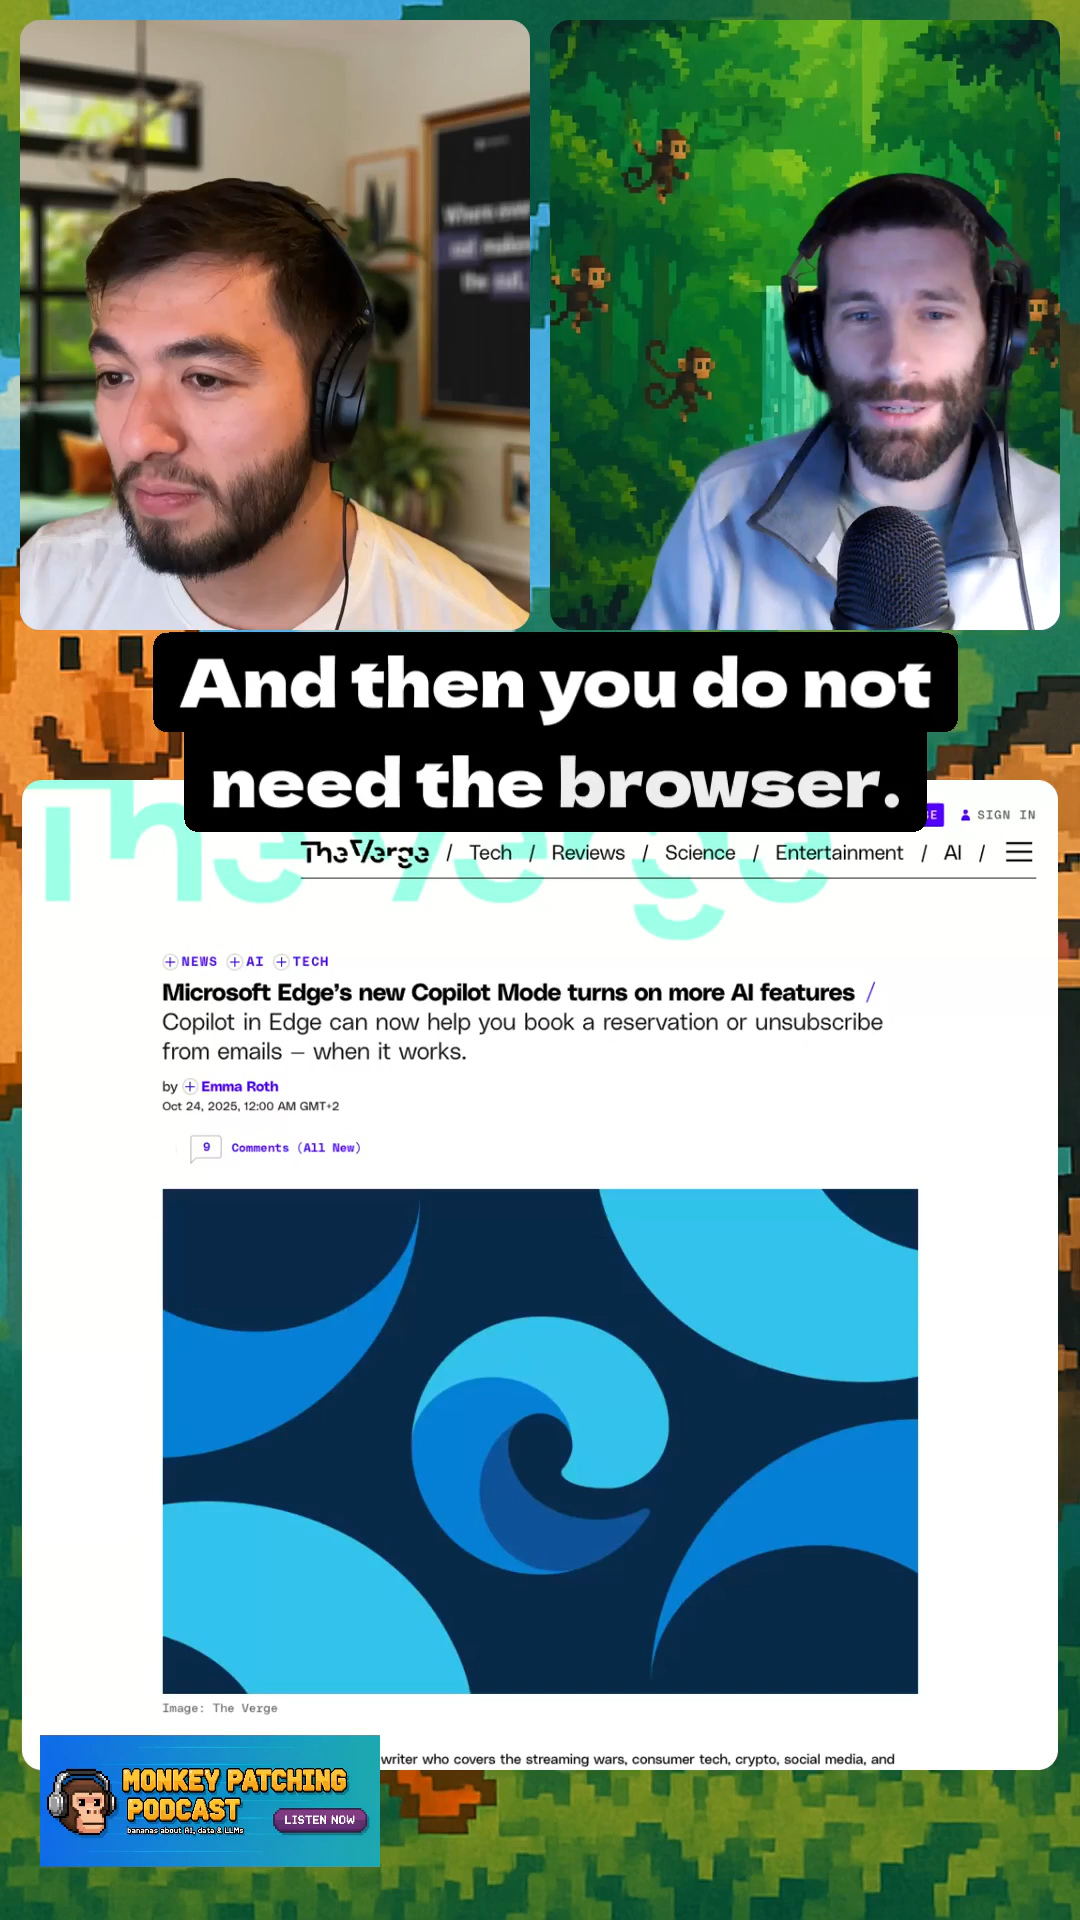 Where
the
And then you do not
need the browser.
SIGN IN
The Verge
TheVerge / Tech / Reviews / Science / Entertainment / AI /
NEWS AI TECH
Microsoft Edge’s new Copilot Mode turns on more AI features /
Copilot in Edge can now help you book a reservation or unsubscribe
from emails — when it works.
by Emma Roth
Oct 24, 2025, 12:00 AM GMT+2
9 Comments (All New)
Image: The Verge
writer who covers the streaming wars, consumer tech, crypto, social media, and
MONKEY PATCHING
PODCAST
LISTEN NOW
bananas about AI, data & LLMs